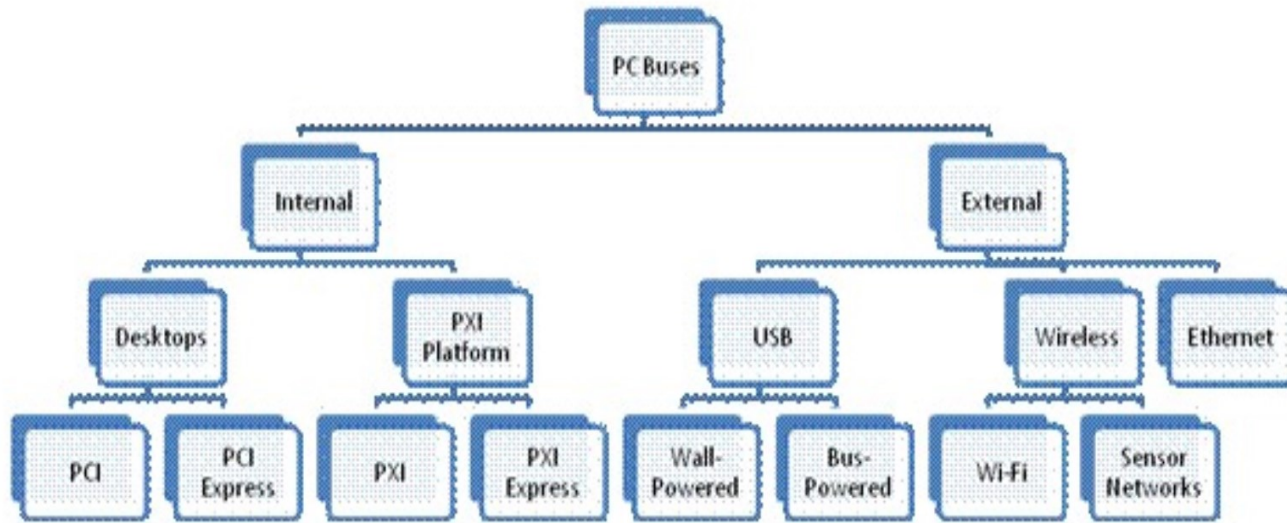 PC Buses
Internal
External
Desktops
PXI
Platform
USB
Wireless
Ethernet
PCI
PCI
Express
PXI
PXI
Express
Wall-
Powered
Bus-
Powered
Wi-Fi
Sensor
Networks